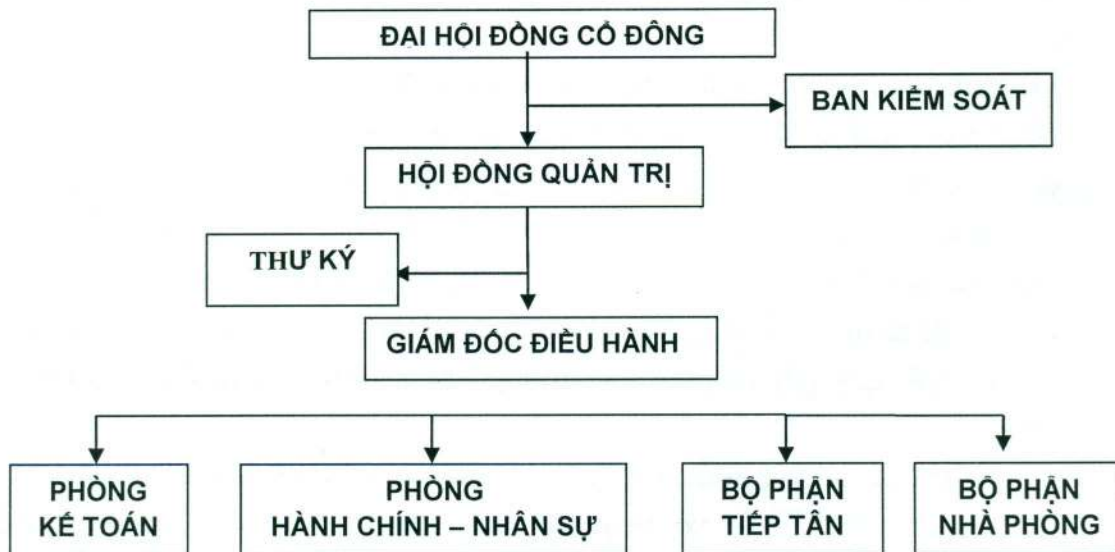 ĐẠI HỘI ĐỒNG CỔ ĐÔNG
BAN KIỂM SOÁT
HỘI ĐỒNG QUẢN TRỊ
THƯ KÝ
GIÁM ĐỐC ĐIỀU HÀNH
PHÒNG
KẾ TOÁN
PHÒNG
HÀNH CHÍNH – NHÂN SỰ
BỘ PHẬN
TIẾP TÂN
BỘ PHẬN
NHÀ PHÒNG